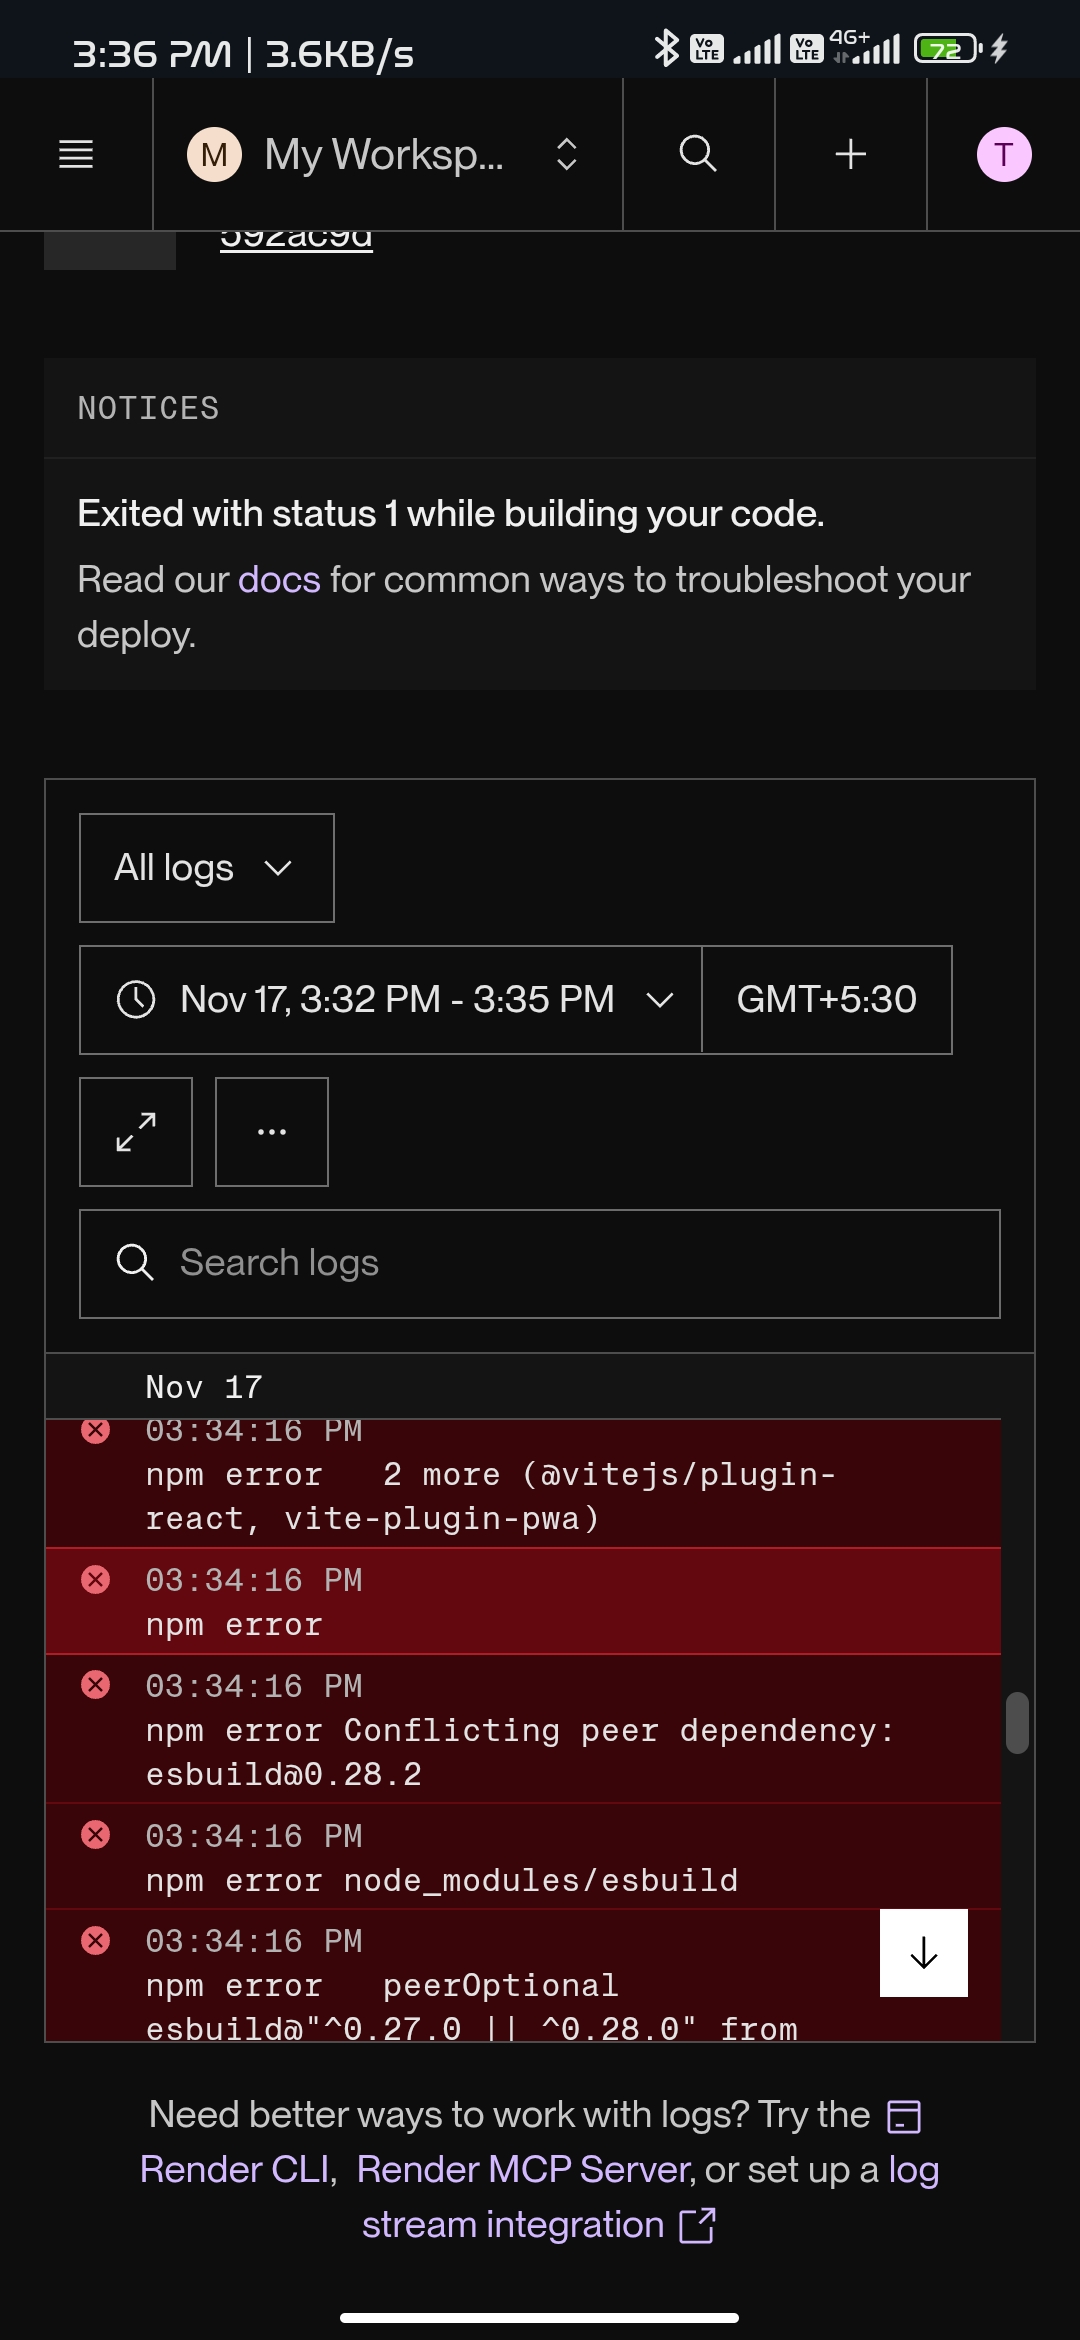 3:36 PM | 3.6KB/s
Vo LTE Vo LTE 4G+ 72
M My Worksp... T
592ac9d
NOTICES
Exited with status 1 while building your code.
Read our docs for common ways to troubleshoot your
deploy.
All logs
Nov 17, 3:32 PM - 3:35 PM GMT+5:30
...
Search logs
Nov 17
03:34:16 PM
npm error   2 more (@vitejs/plugin-
react, vite-plugin-pwa)
03:34:16 PM
npm error
03:34:16 PM
npm error Conflicting peer dependency:
esbuild@0.28.2
03:34:16 PM
npm error node_modules/esbuild
03:34:16 PM
npm error   peerOptional
esbuild@"^0.27.0 || ^0.28.0" from
Need better ways to work with logs? Try the
Render CLI, Render MCP Server, or set up a log
stream integration